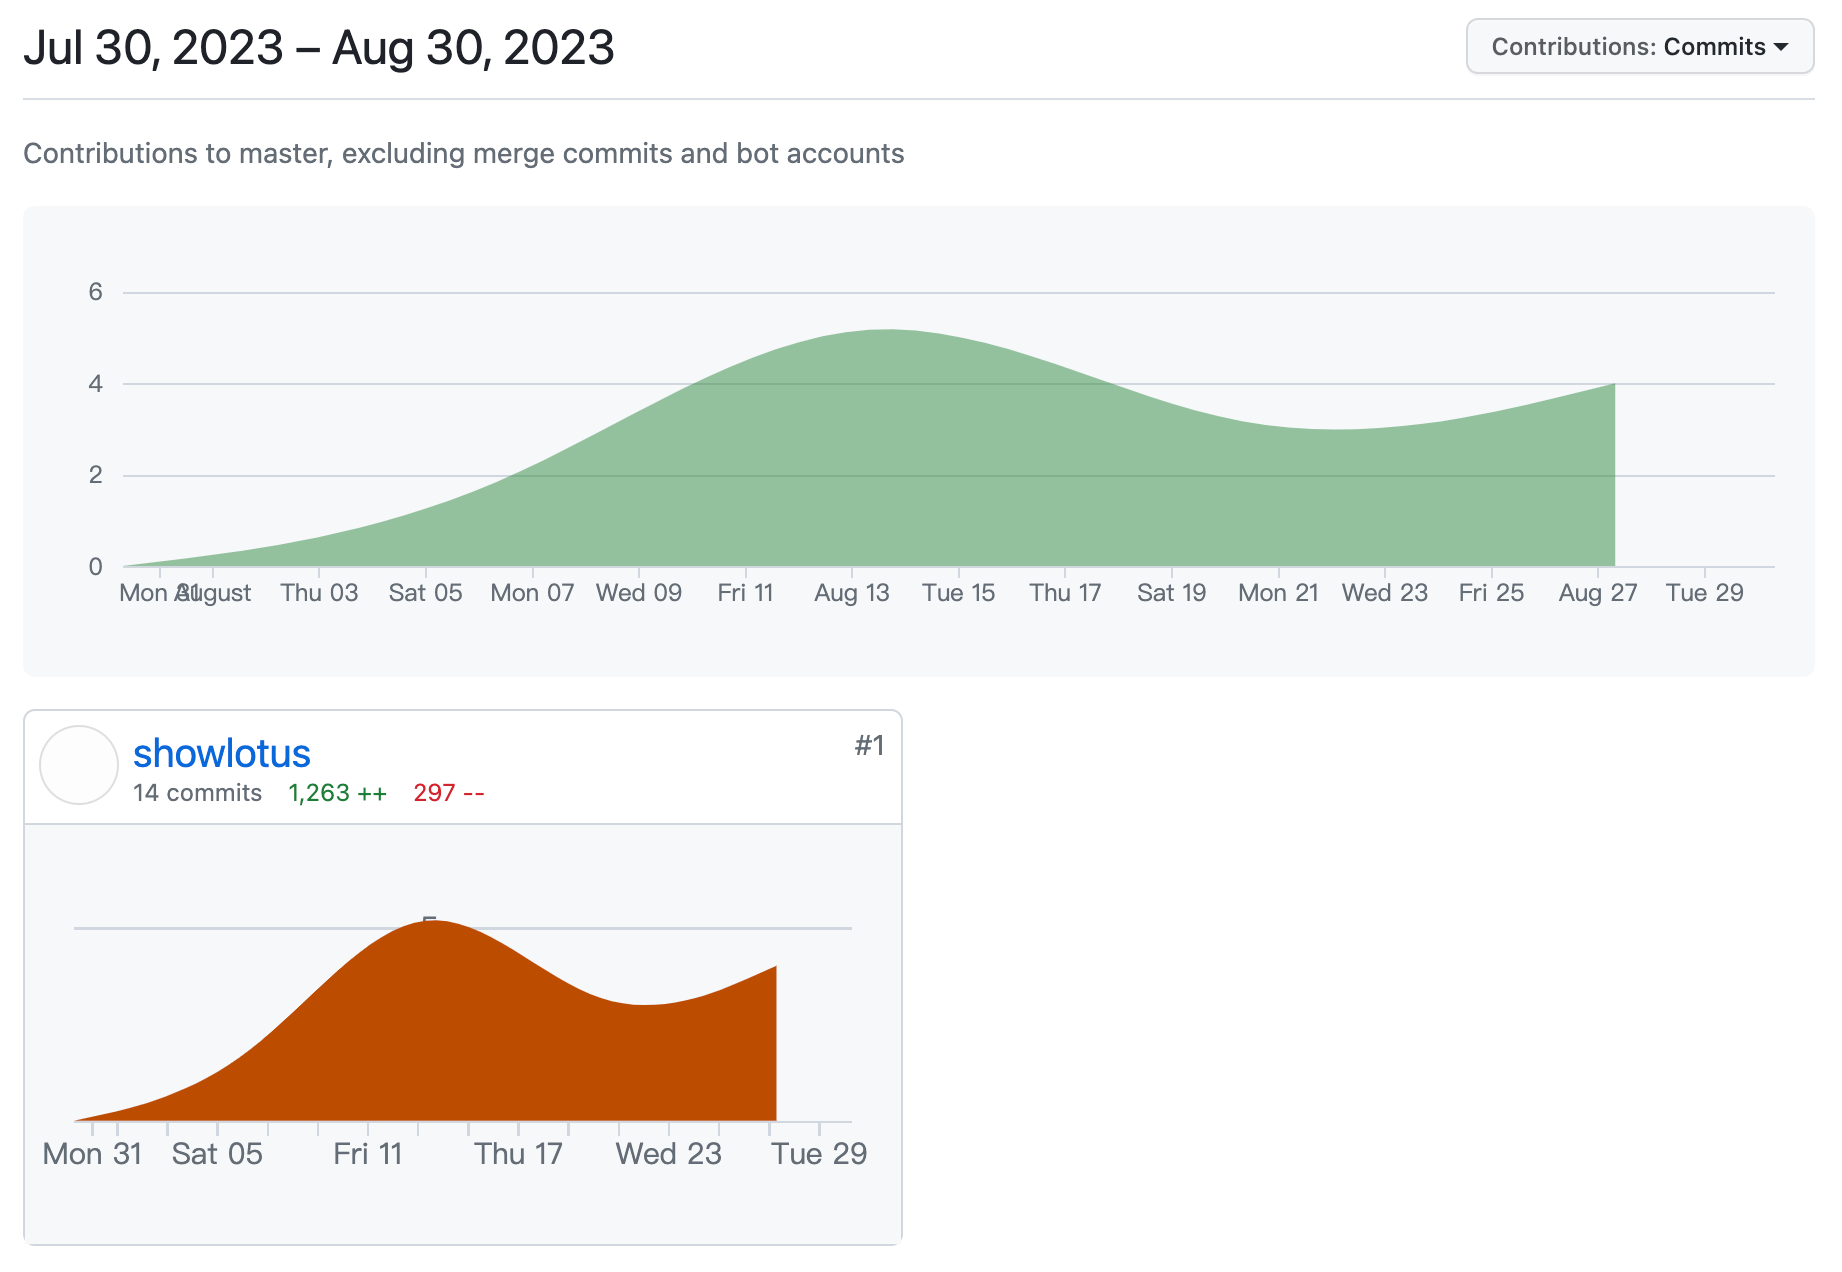 Jul 30, 2023 – Aug 30, 2023
Contributions: Commits
Contributions to master, excluding merge commits and bot accounts
6
4
2
0
Mon 31 August Thu 03 Sat 05 Mon 07 Wed 09 Fri 11 Aug 13 Tue 15 Thu 17 Sat 19 Mon 21 Wed 23 Fri 25 Aug 27 Tue 29
showlotus
#1
14 commits 1,263 ++ 297 --
Mon 31 Sat 05 Fri 11 Thu 17 Wed 23 Tue 29